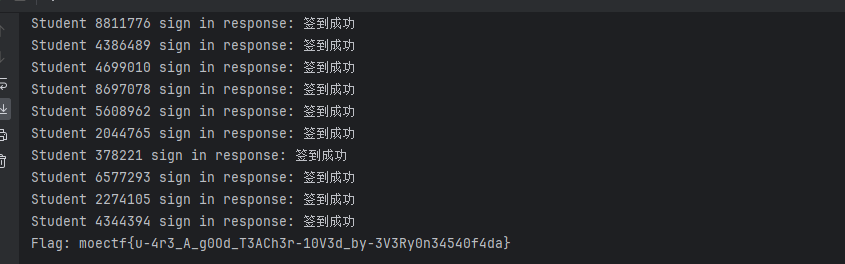 Student 8811776 sign in response: 签到成功
Student 4386489 sign in response: 签到成功
Student 4699010 sign in response: 签到成功
Student 8697078 sign in response: 签到成功
Student 5608962 sign in response: 签到成功
Student 2044765 sign in response: 签到成功
Student 378221 sign in response: 签到成功
Student 6577293 sign in response: 签到成功
Student 2274105 sign in response: 签到成功
Student 4344394 sign in response: 签到成功
Flag: moectf{u-4r3_A_g0Od_T3ACh3r-10V3d_by-3V3Ry0n34540f4da}